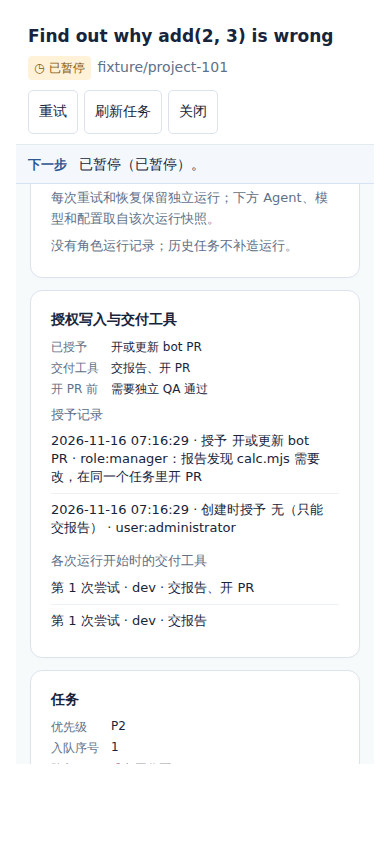 Find out why add(2, 3) is wrong
已暂停 fixture/project-101
重试 刷新任务 关闭
下一步 已暂停（已暂停）。
每次重试和恢复保留独立运行；下方 Agent、模
型和配置取自该次运行快照。
没有角色运行记录；历史任务不补造运行。
授权写入与交付工具
已授予 开或更新 bot PR
交付工具 交报告、开 PR
开 PR 前 需要独立 QA 通过
授予记录
2026-11-16 07:16:29 · 授予 开或更新 bot
PR · role:manager：报告发现 calc.mjs 需要
改，在同一个任务里开 PR
2026-11-16 07:16:29 · 创建时授予 无（只能
交报告） · user:administrator
各次运行开始时的交付工具
第 1 次尝试 · dev · 交报告、开 PR
第 1 次尝试 · dev · 交报告
任务
优先级 P2
入队序号 1